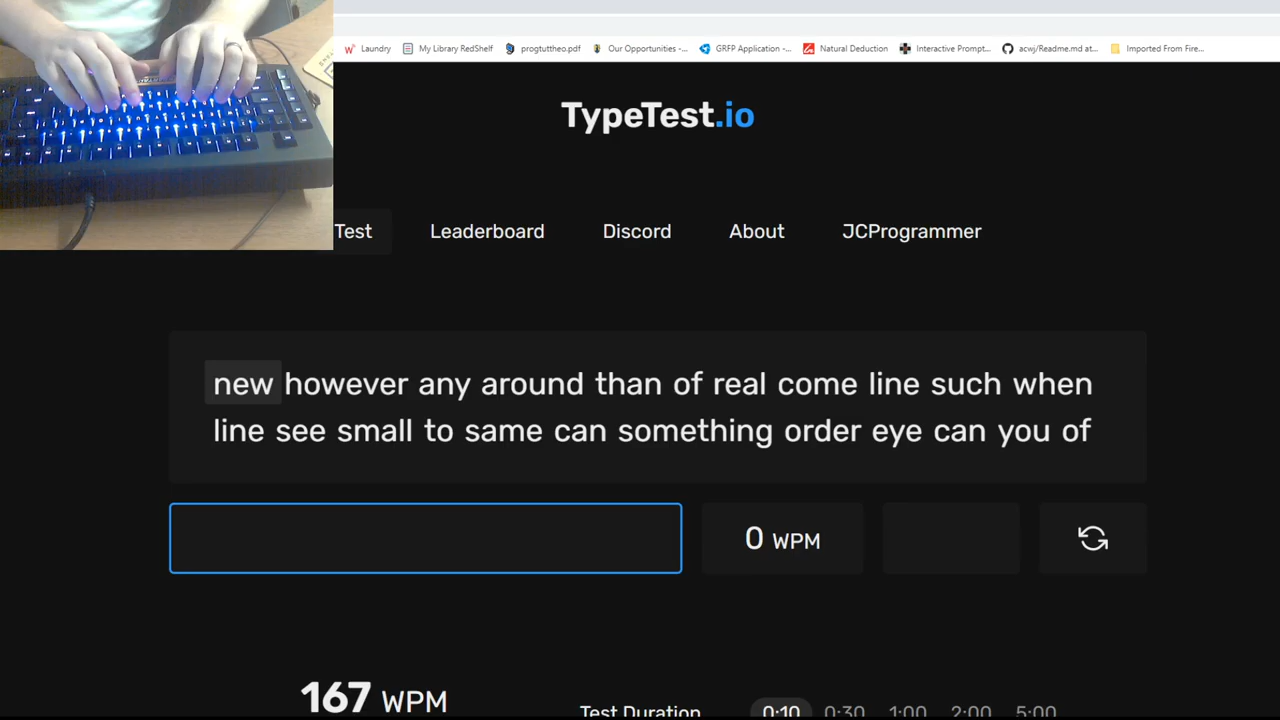 Laundry My Library RedShelf progtuttheo.pdf Our Opportunities -... GRFP Application -... Natural Deduction Interactive Prompt... acwj/Readme.md at... Imported From Fire...
TypeTest.io
Test Leaderboard Discord About JCProgrammer
new however any around than of real come line such when
line see small to same can something order eye can you of
0 WPM
167 WPM
Test Duration 0:10 0:30 1:00 2:00 5:00